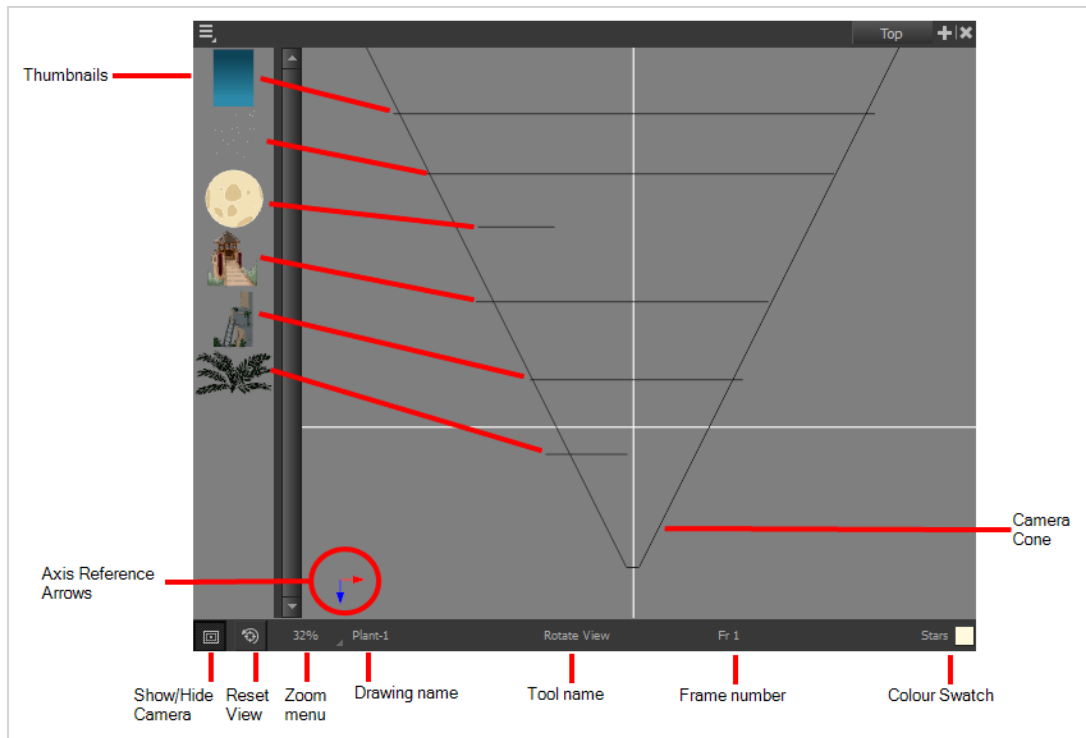 Top
Thumbnails
Camera
Cone
Axis Reference
Arrows
32%
Plant-1
Rotate View
Fr 1
Stars
Show/Hide
Camera
Reset
View
Zoom
menu
Drawing name
Tool name
Frame number
Colour Swatch